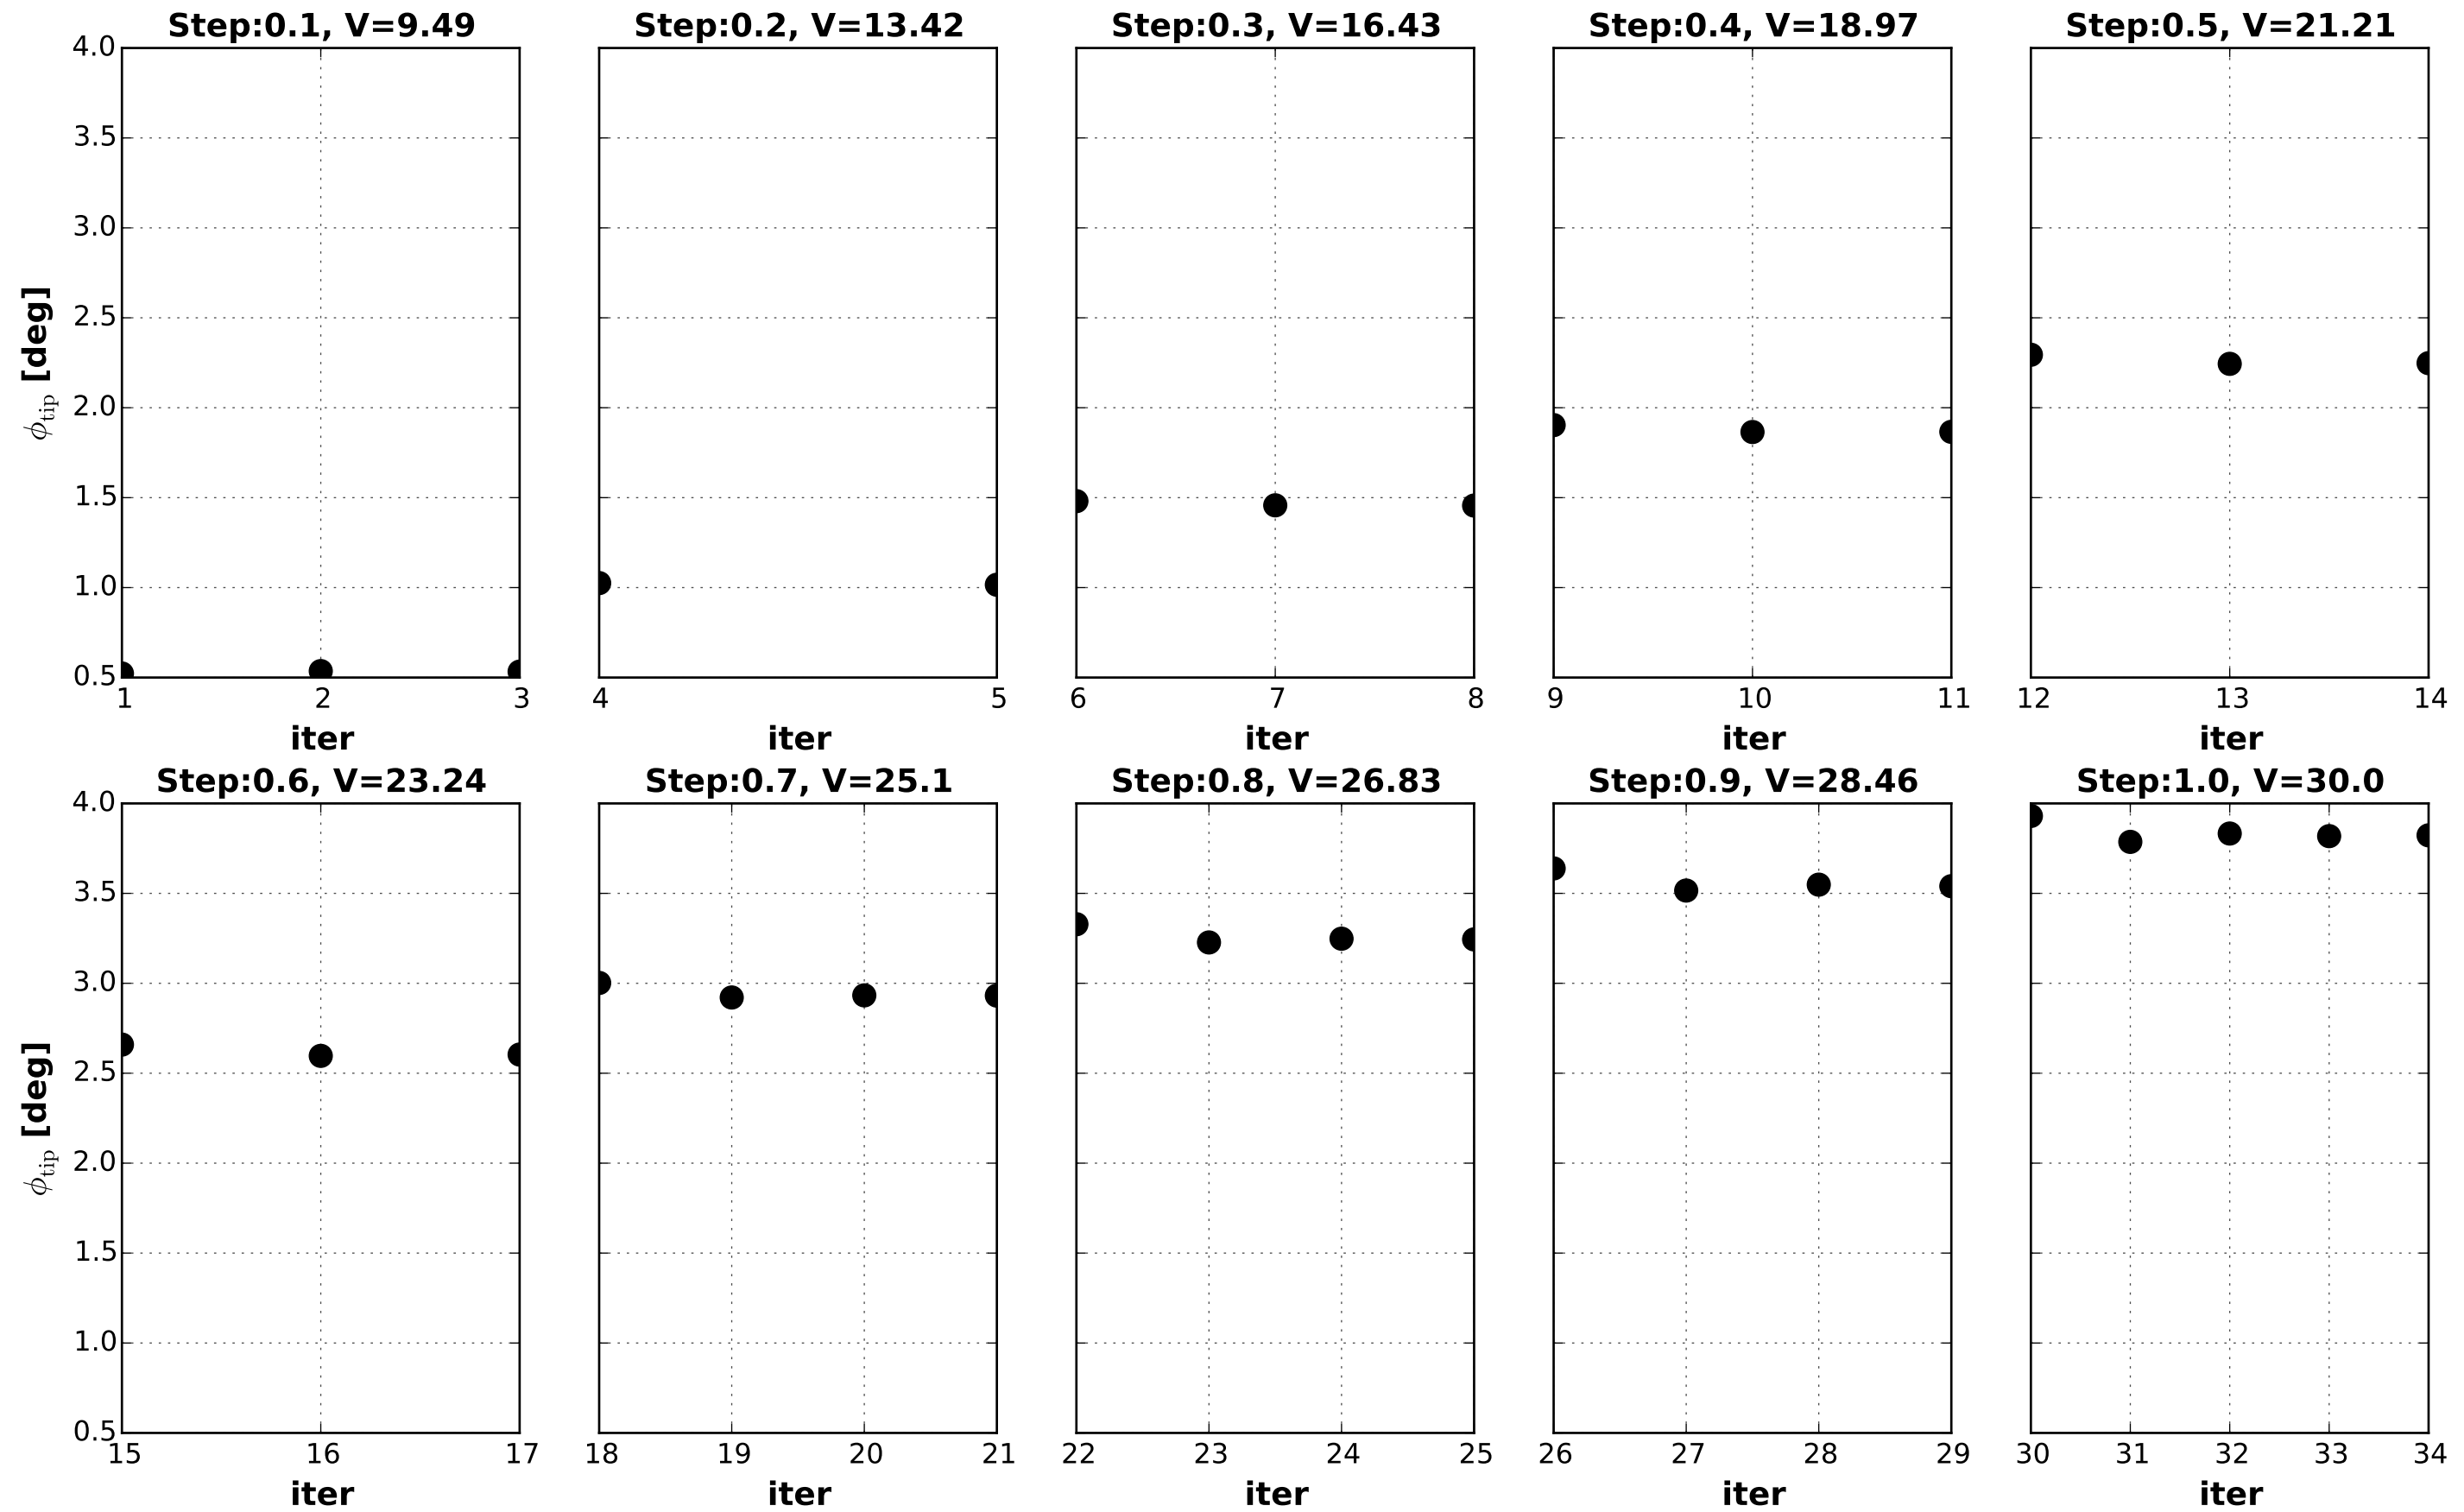 Step:0.1, V=9.49
Step:0.2, V=13.42
Step:0.3, V=16.43
Step:0.4, V=18.97
Step:0.5, V=21.21
4.0
3.5
3.0
2.5
2.0
1.5
1.0
0.5
ϕtip [deg]
1 2 3
4 5
6 7 8
9 10 11
12 13 14
iter
iter
iter
iter
iter
Step:0.6, V=23.24
Step:0.7, V=25.1
Step:0.8, V=26.83
Step:0.9, V=28.46
Step:1.0, V=30.0
4.0
3.5
3.0
2.5
2.0
1.5
1.0
0.5
ϕtip [deg]
15 16 17
18 19 20 21
22 23 24 25
26 27 28 29
30 31 32 33 34
iter
iter
iter
iter
iter